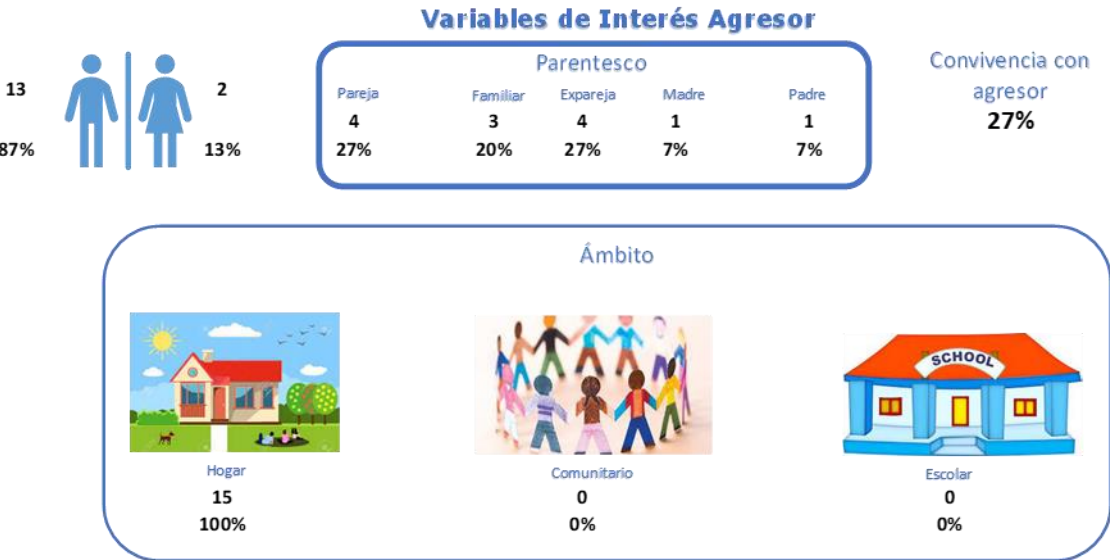 Variables de Interés Agresor
13 2
87% 13%
Parentesco
Pareja Familiar Expareja Madre Padre
4 3 4 1 1
27% 20% 27% 7% 7%
Convivencia con
agresor
27%
Ámbito
SCHOOL
Hogar Comunitario Escolar
15 0 0
100% 0% 0%